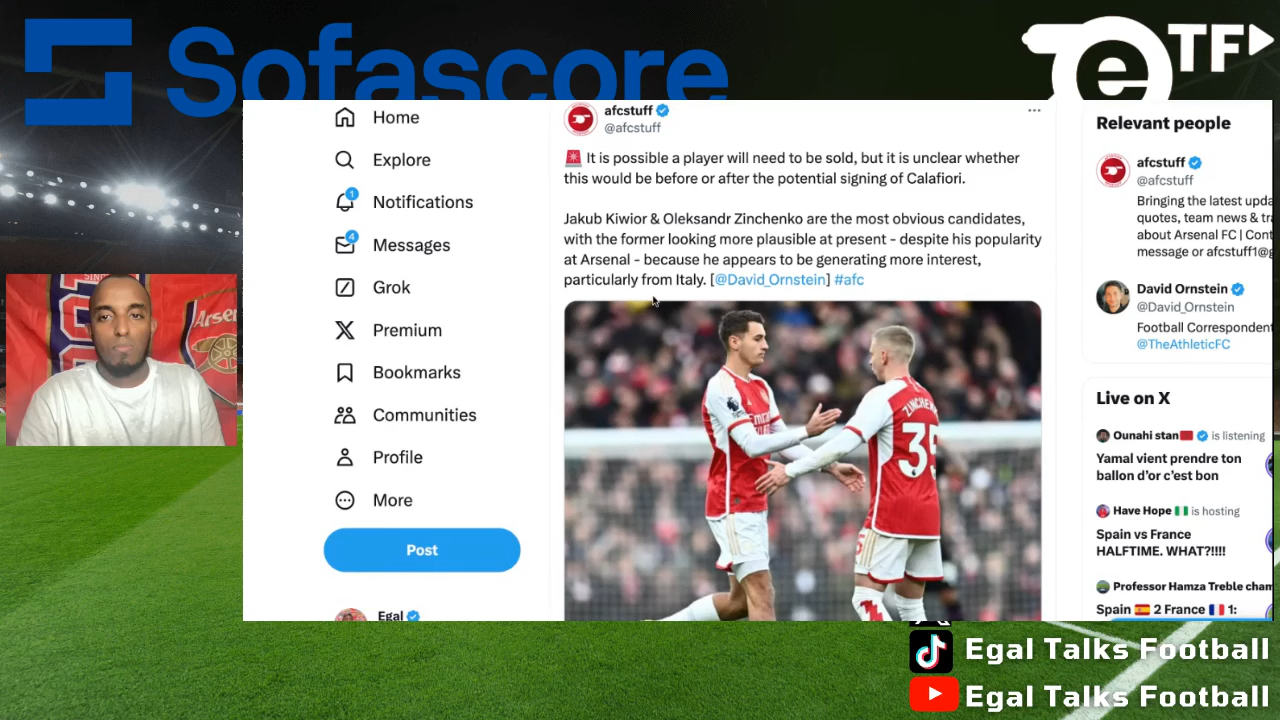 Sofascore
e TF
Home
Explore
1
Notifications
4
Messages
Grok
Premium
Bookmarks
Communities
Profile
More
Post
Egal
afcstuff
@afcstuff
It is possible a player will need to be sold, but it is unclear whether
this would be before or after the potential signing of Calafiori.
Jakub Kiwior & Oleksandr Zinchenko are the most obvious candidates,
with the former looking more plausible at present - despite his popularity
at Arsenal - because he appears to be generating more interest,
particularly from Italy. [@David_Ornstein] #afc
ZINCHENKO
35
Relevant people
afcstuff
@afcstuff
Bringing the latest upda
quotes, team news & tr
about Arsenal FC | Cont
message or afcstuff1@g
David Ornstein
@David_Ornstein
Football Correspondent
@TheAthleticFC
Live on X
Ounahi stan is listening
Yamal vient prendre ton
ballon d'or c'est bon
Have Hope is hosting
Spain vs France
HALFTIME. WHAT?!!!!
Professor Hamza Treble cham
Spain 2 France 1:
Arsenal
Egal Talks Football
Egal Talks Football